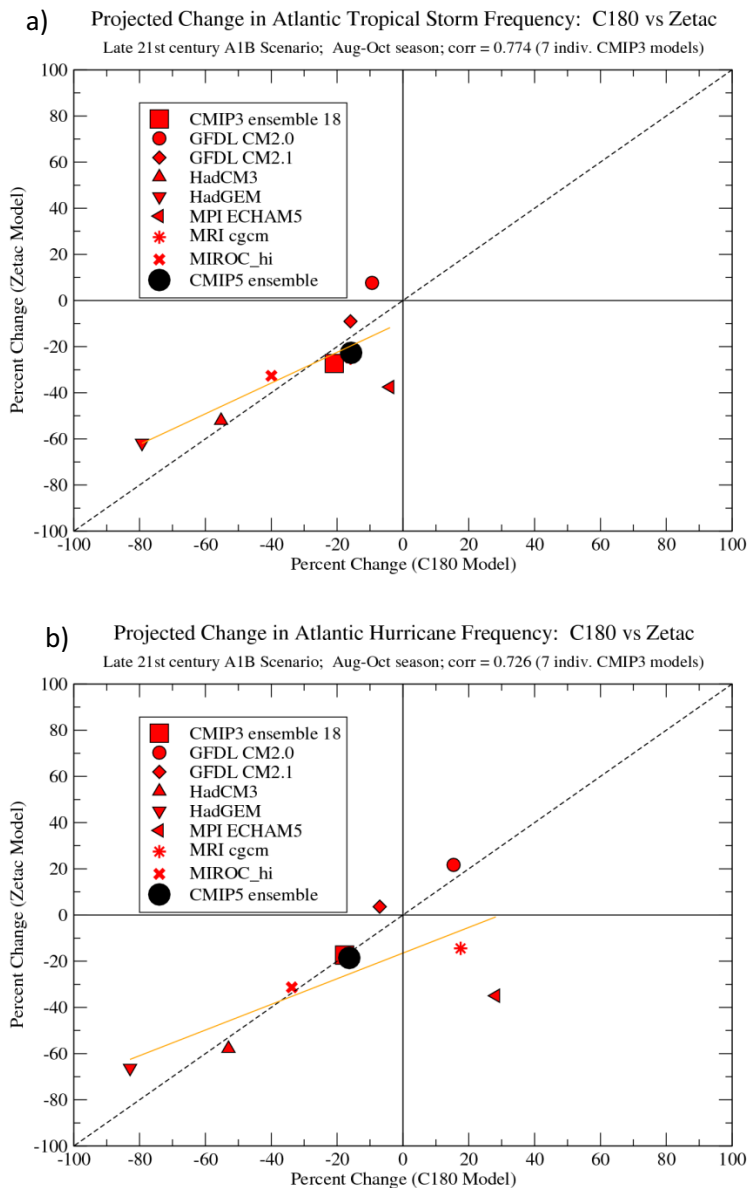 a)
Projected Change in Atlantic Tropical Storm Frequency: C180 vs Zetac
Late 21st century A1B Scenario; Aug-Oct season; corr = 0.774 (7 indiv. CMIP3 models)
Percent Change (Zetac Model)
100
80
60
40
20
0
-20
-40
-60
-80
-100
CMIP3 ensemble 18
GFDL CM2.0
GFDL CM2.1
HadCM3
HadGEM
MPI ECHAM5
MRI cgcm
MIROC_hi
CMIP5 ensemble
-100 -80 -60 -40 -20 0 20 40 60 80 100
Percent Change (C180 Model)
b)
Projected Change in Atlantic Hurricane Frequency: C180 vs Zetac
Late 21st century A1B Scenario; Aug-Oct season; corr = 0.726 (7 indiv. CMIP3 models)
Percent Change (Zetac Model)
100
80
60
40
20
0
-20
-40
-60
-80
-100
CMIP3 ensemble 18
GFDL CM2.0
GFDL CM2.1
HadCM3
HadGEM
MPI ECHAM5
MRI cgcm
MIROC_hi
CMIP5 ensemble
-100 -80 -60 -40 -20 0 20 40 60 80 100
Percent Change (C180 Model)